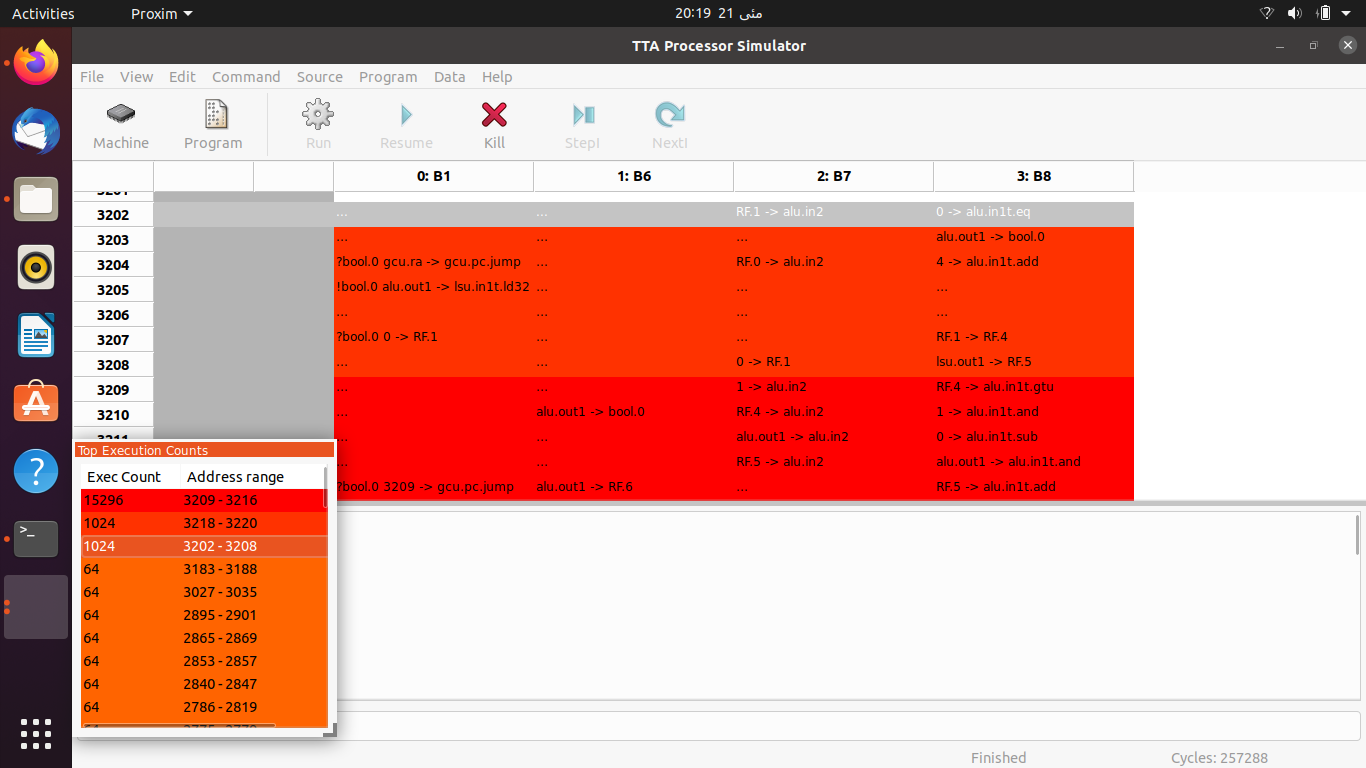 Activities Proxim 20:19 21 مئی
TTA Processor Simulator
File View Edit Command Source Program Data Help
Machine Program Run Resume Kill StepI NextI
0: B1 1: B6 2: B7 3: B8
3201
3202 ... ... RF.1 -> alu.in2 0 -> alu.in1t.eq
3203 ... ... ... alu.out1 -> bool.0
3204 ?bool.0 gcu.ra -> gcu.pc.jump ... RF.0 -> alu.in2 4 -> alu.in1t.add
3205 !bool.0 alu.out1 -> lsu.in1t.ld32 ... ... ...
3206 ... ... ... ...
3207 ?bool.0 0 -> RF.1 ... ... RF.1 -> RF.4
3208 ... ... 0 -> RF.1 lsu.out1 -> RF.5
3209 ... ... 1 -> alu.in2 RF.4 -> alu.in1t.gtu
3210 ... alu.out1 -> bool.0 RF.4 -> alu.in2 1 -> alu.in1t.and
3211 ... ... alu.out1 -> alu.in2 0 -> alu.in1t.sub
... ... RF.5 -> alu.in2 alu.out1 -> alu.in1t.and
?bool.0 3209 -> gcu.pc.jump alu.out1 -> RF.6 ... RF.5 -> alu.in1t.add
Top Execution Counts
Exec Count Address range
15296 3209 - 3216
1024 3218 - 3220
1024 3202 - 3208
64 3183 - 3188
64 3027 - 3035
64 2895 - 2901
64 2865 - 2869
64 2853 - 2857
64 2840 - 2847
64 2786 - 2819
Finished Cycles: 257288